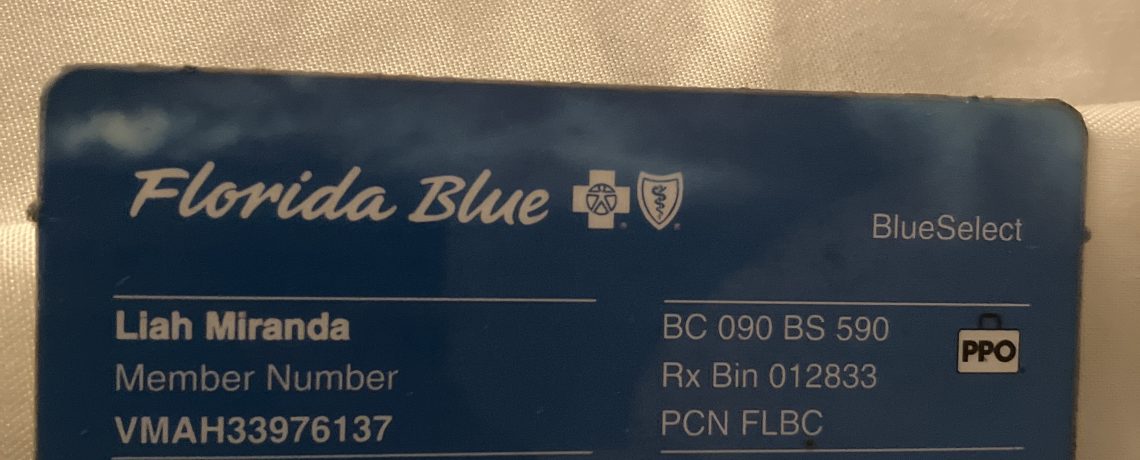 Florida Blue
BlueSelect
Liah Miranda
Member Number
VMAH33976137
BC 090 BS 590
Rx Bin 012833
PCN FLBC
PPO